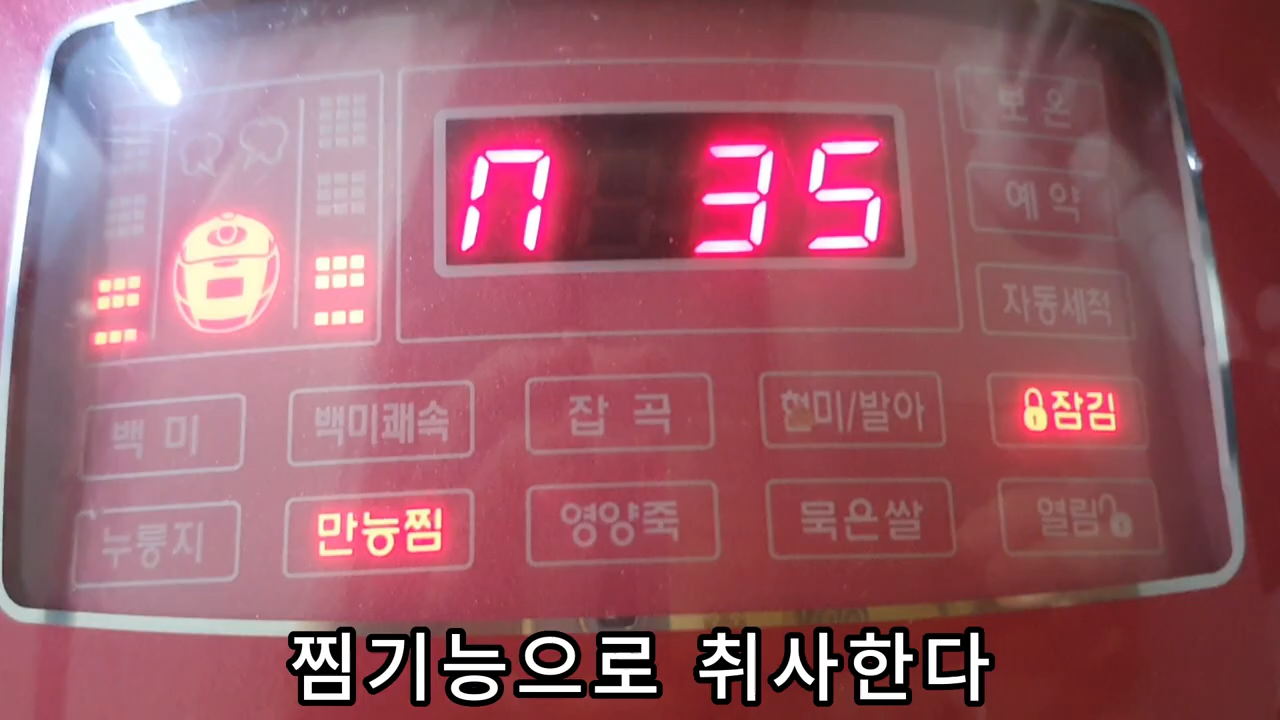 보온
예약
자동세척
П 35
백미
백미쾌속
잡곡
현미/발아
잠김
누룽지
만능찜
영양죽
묵은쌀
열림
찜기능으로 취사한다